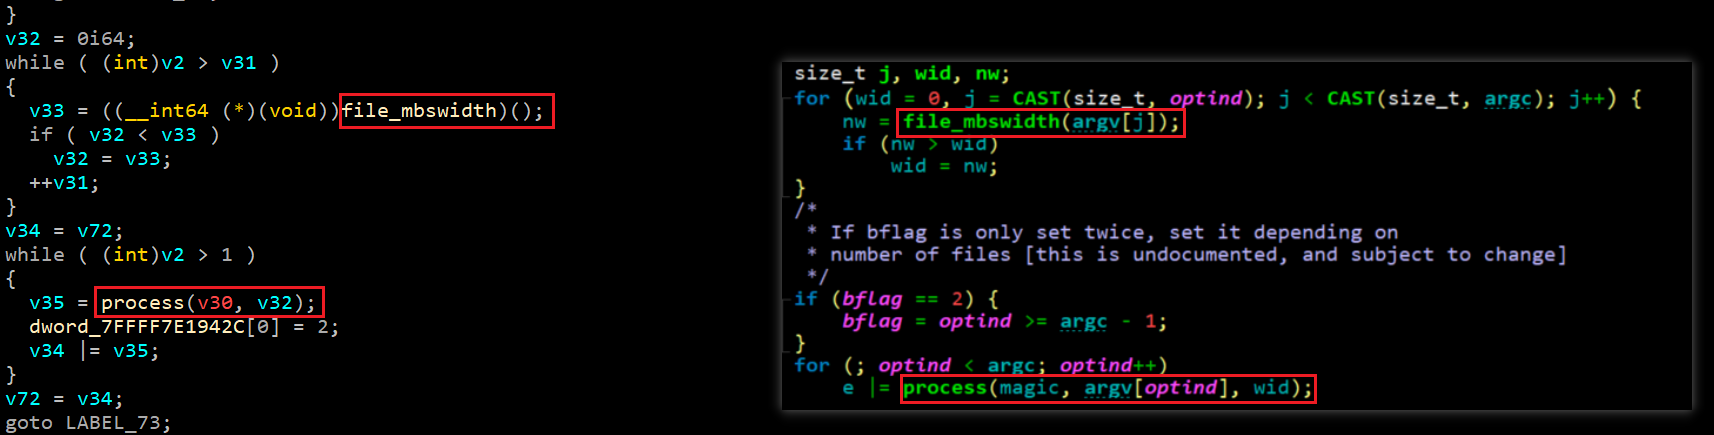 }
v32 = 0i64;
while ( (int)v2 > v31 )
{
  v33 = ((__int64 (*)(void))file_mbswidth)();
  if ( v32 < v33 )
    v32 = v33;
  ++v31;
}
v34 = v72;
while ( (int)v2 > 1 )
{
  v35 = process(v30, v32);
  dword_7FFFF7E1942C[0] = 2;
  v34 |= v35;
}
v72 = v34;
goto LABEL_73;
size_t j, wid, nw;
for (wid = 0, j = CAST(size_t, optind); j < CAST(size_t, argc); j++) {
    nw = file_mbswidth(argv[j]);
    if (nw > wid)
        wid = nw;
}
/*
 * If bflag is only set twice, set it depending on
 * number of files [this is undocumented, and subject to change]
 */
if (bflag == 2) {
    bflag = optind >= argc - 1;
}
for (; optind < argc; optind++)
    e |= process(magic, argv[optind], wid);